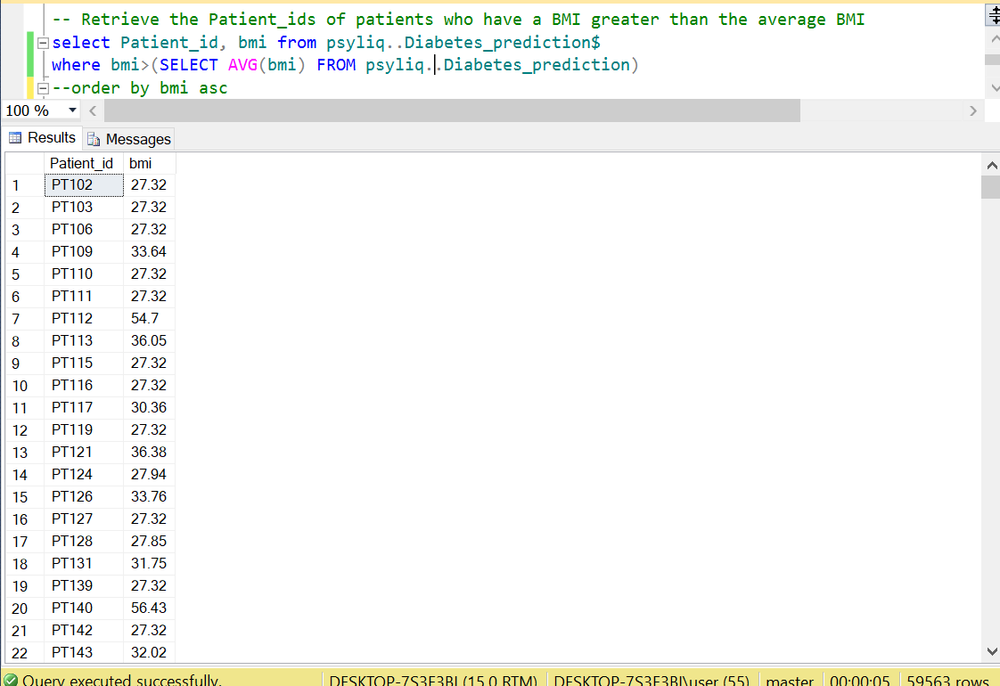 -- Retrieve the Patient_ids of patients who have a BMI greater than the average BMI
select Patient_id, bmi from psyliq..Diabetes_prediction$
where bmi>(SELECT AVG(bmi) FROM psyliq..Diabetes_prediction)
--order by bmi asc
100 %
Results Messages
Patient_id bmi
1 PT102 27.32
2 PT103 27.32
3 PT106 27.32
4 PT109 33.64
5 PT110 27.32
6 PT111 27.32
7 PT112 54.7
8 PT113 36.05
9 PT115 27.32
10 PT116 27.32
11 PT117 30.36
12 PT119 27.32
13 PT121 36.38
14 PT124 27.94
15 PT126 33.76
16 PT127 27.32
17 PT128 27.85
18 PT131 31.75
19 PT139 27.32
20 PT140 56.43
21 PT142 27.32
22 PT143 32.02
Query executed successfully. DESKTOP-7S3F3BJ (15.0 RTM) DESKTOP-7S3F3BJ\user (55) master 00:00:05 59563 rows